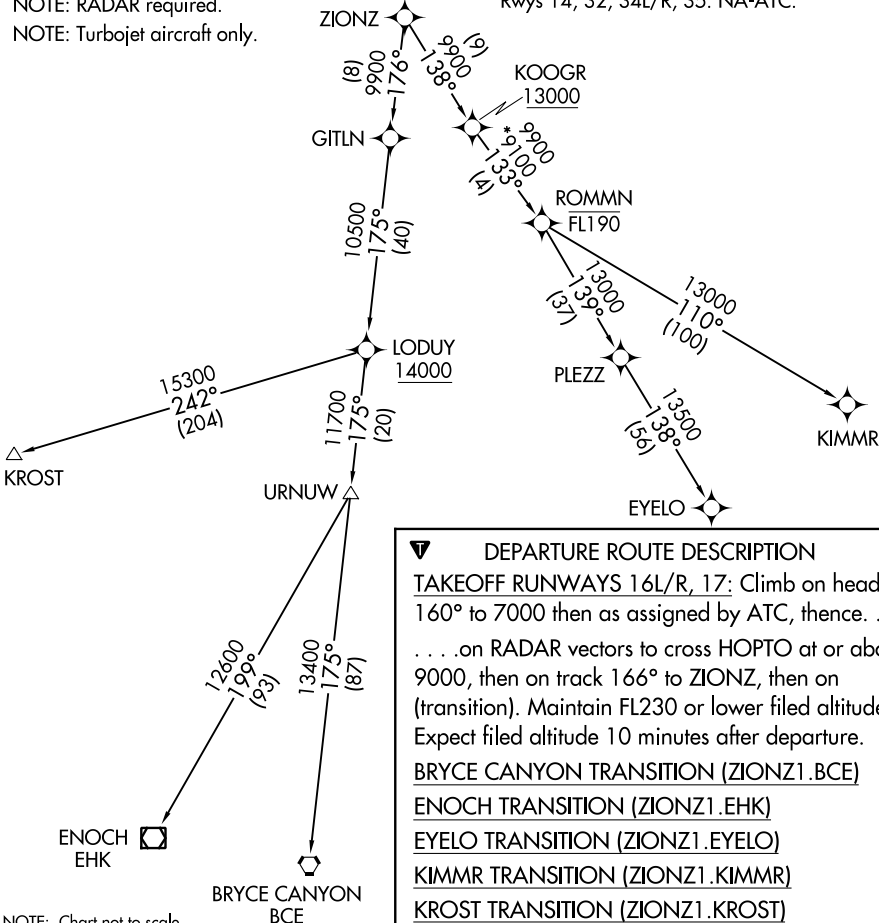 NOTE: RADAR required.
NOTE: Turbojet aircraft only.
Rwys 14, 32, 34L/R, 35: NA-ATC.
ZIONZ
(8)
9900
176°
(9)
9900
138°
KOOGR
13000
GITLN
9900
*9100
133°
(4)
ROMMN
FL190
10500
175°
(40)
13000
139°
(37)
13000
110°
(100)
LODUY
14000
PLEZZ
15300
242°
(204)
11700
175°
(20)
13500
138°
(56)
KIMMR
KROST
URNUW
EYELO
12600
199°
(93)
13400
175°
(87)
ENOCH
EHK
BRYCE CANYON
BCE
NOTE: Chart not to scale
T DEPARTURE ROUTE DESCRIPTION
TAKEOFF RUNWAYS 16L/R, 17: Climb on head
160° to 7000 then as assigned by ATC, thence. .
. . . .on RADAR vectors to cross HOPTO at or abo
9000, then on track 166° to ZIONZ, then on
(transition). Maintain FL230 or lower filed altitude
Expect filed altitude 10 minutes after departure.
BRYCE CANYON TRANSITION (ZIONZ1.BCE)
ENOCH TRANSITION (ZIONZ1.EHK)
EYELO TRANSITION (ZIONZ1.EYELO)
KIMMR TRANSITION (ZIONZ1.KIMMR)
KROST TRANSITION (ZIONZ1.KROST)